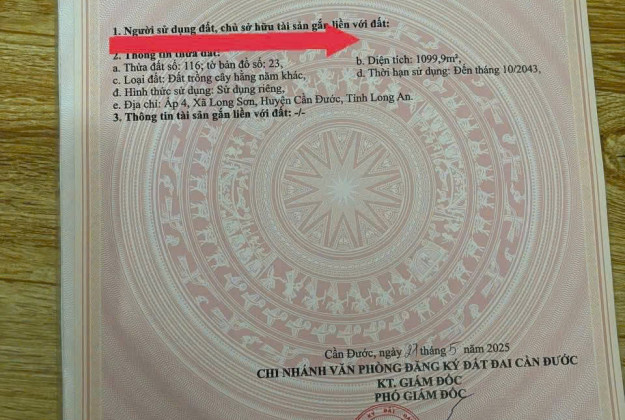 1. Người sử dụng đất, chủ sở hữu tài sản gắn liền với đất:
2. Thông tin thửa đất:
a. Thửa đất số: 116; tờ bản đồ số: 23, b. Diện tích: 1099,9m²,
c. Loại đất: Đất trồng cây hằng năm khác, d. Thời hạn sử dụng: Đến tháng 10/2043,
đ. Hình thức sử dụng: Sử dụng riêng,
e. Địa chỉ: Ấp 4, Xã Long Sơn, Huyện Cần Đước, Tỉnh Long An.
3. Thông tin tài sản gắn liền với đất: -/-
Cần Đước, ngày 27 tháng 5 năm 2025
CHI NHÁNH VĂN PHÒNG ĐĂNG KÝ ĐẤT ĐAI CẦN ĐƯỚC
KT. GIÁM ĐỐC
PHÓ GIÁM ĐỐC